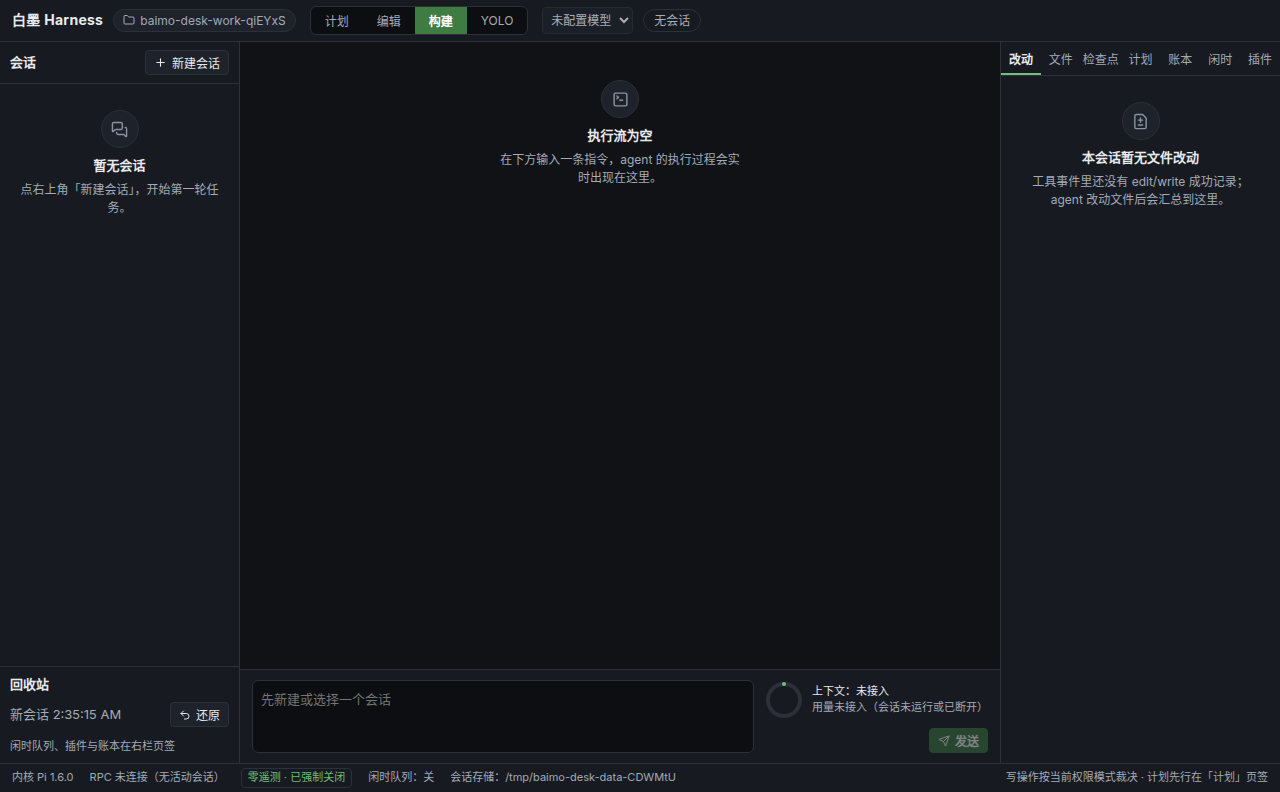 白墨 Harness
baimo-desk-work-qiEYxS
计划
编辑
构建
YOLO
未配置模型
无会话
会话
新建会话
暂无会话
点右上角「新建会话」，开始第一轮任
务。
执行流为空
在下方输入一条指令，agent 的执行过程会实
时出现在这里。
改动
文件
检查点
计划
账本
闲时
插件
本会话暂无文件改动
工具事件里还没有 edit/write 成功记录；
agent 改动文件后会汇总到这里。
回收站
新会话 2:35:15 AM
还原
闲时队列、插件与账本在右栏页签
先新建或选择一个会话
上下文：未接入
用量未接入（会话未运行或已断开）
发送
内核 Pi 1.6.0
RPC 未连接（无活动会话）
零遥测 · 已强制关闭
闲时队列：关
会话存储：/tmp/baimo-desk-data-CDWMtU
写操作按当前权限模式裁决 · 计划先行在「计划」页签